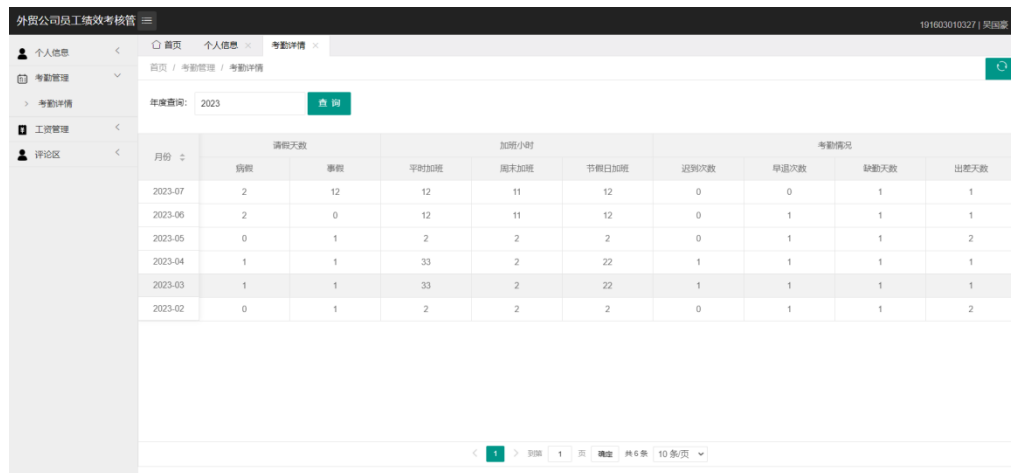 外贸公司员工绩效考核管
191603010327 | 吴国豪
个人信息
考勤管理
考勤详情
工资管理
评论区
首页 个人信息 考勤详情
首页 / 考勤管理 / 考勤详情
年度查询: 2023 查 询
月份 请假天数 加班小时 考勤情况
病假 事假 平时加班 周末加班 节假日加班 迟到次数 早退次数 缺勤天数 出差天数
2023-07 2 12 12 11 12 0 0 1 1
2023-06 2 0 12 11 12 0 1 1 1
2023-05 0 1 2 2 2 0 1 1 2
2023-04 1 1 33 2 22 1 1 1 1
2023-03 1 1 33 2 22 1 1 1 1
2023-02 0 1 2 2 2 0 1 1 2
1 到第 1 页 确定 共 6 条 10 条/页